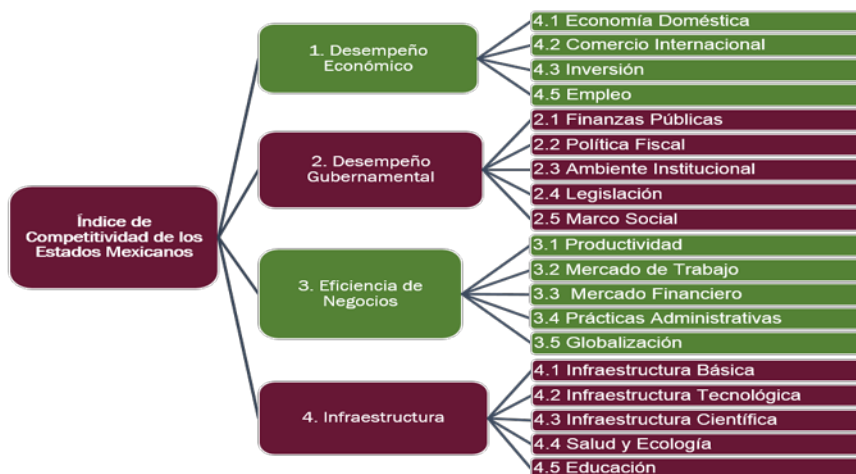 Índice de
Competitividad de los
Estados Mexicanos
1. Desempeño
Económico
4.1 Economía Doméstica
4.2 Comercio Internacional
4.3 Inversión
4.5 Empleo
2. Desempeño
Gubernamental
2.1 Finanzas Públicas
2.2 Política Fiscal
2.3 Ambiente Institucional
2.4 Legislación
2.5 Marco Social
3. Eficiencia de
Negocios
3.1 Productividad
3.2 Mercado de Trabajo
3.3 Mercado Financiero
3.4 Prácticas Administrativas
3.5 Globalización
4. Infraestructura
4.1 Infraestructura Básica
4.2 Infraestructura Tecnológica
4.3 Infraestructura Científica
4.4 Salud y Ecología
4.5 Educación